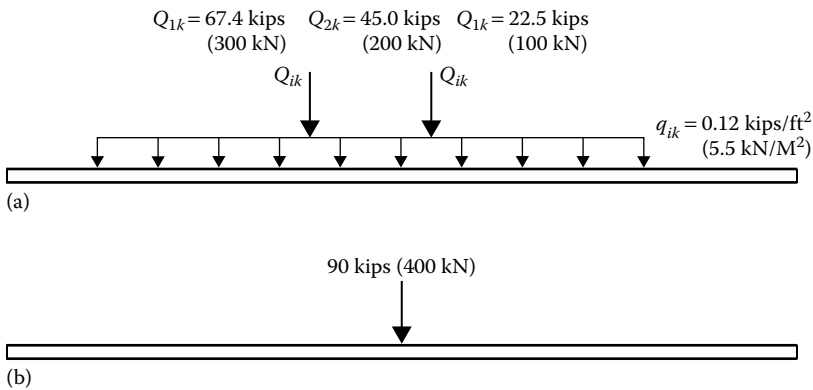 Q1k = 67.4 kips Q2k = 45.0 kips Q1k = 22.5 kips
(300 kN) (200 kN) (100 kN)
Qik Qik
qik = 0.12 kips/ft²
(5.5 kN/M²)
(a)
90 kips (400 kN)
(b)